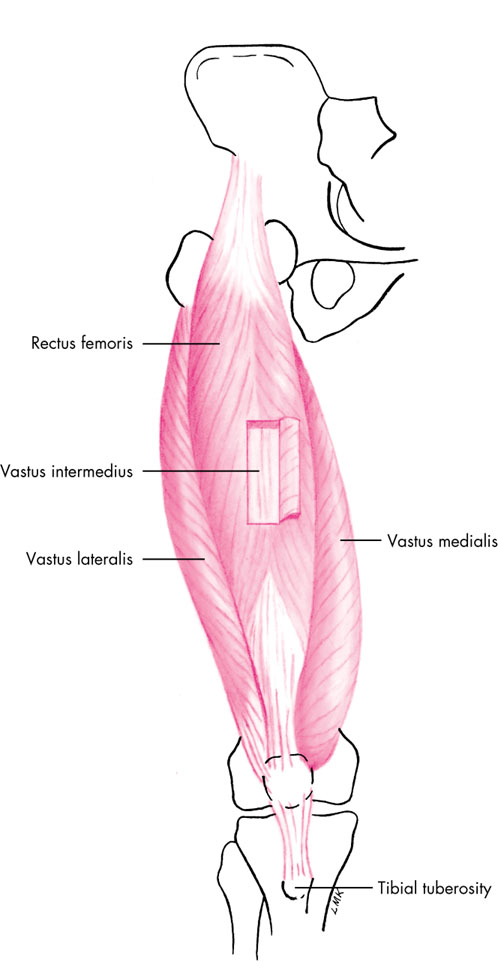 Rectus femoris
Vastus intermedius
Vastus medialis
Vastus lateralis
Tibial tuberosity
LMK